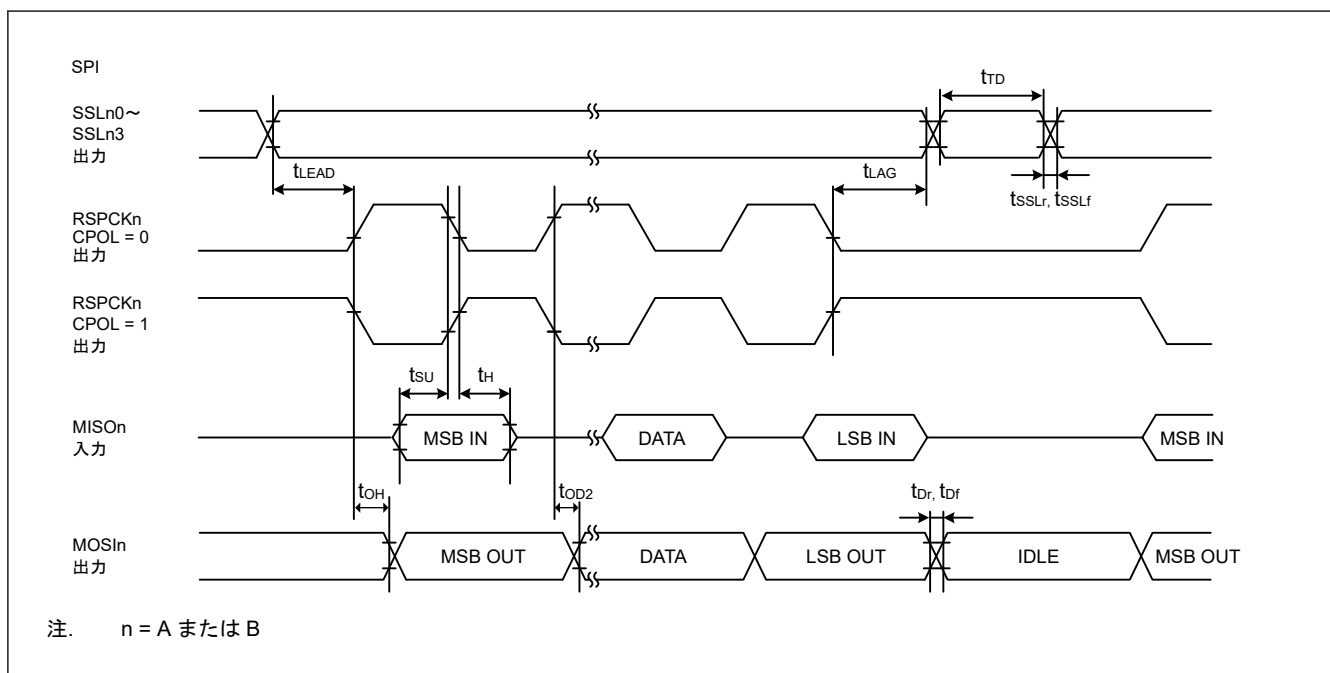 SPI
tTD
SSLn0～
SSLn3
出力
tLEAD
tLAG
tSSLr, tSSLf
RSPCKn
CPOL = 0
出力
RSPCKn
CPOL = 1
出力
tSU
tH
MISOn
入力
MSB IN
DATA
LSB IN
MSB IN
tOH
tOD2
tDr, tDf
MOSIn
出力
MSB OUT
DATA
LSB OUT
IDLE
MSB OUT
注. n = A または B